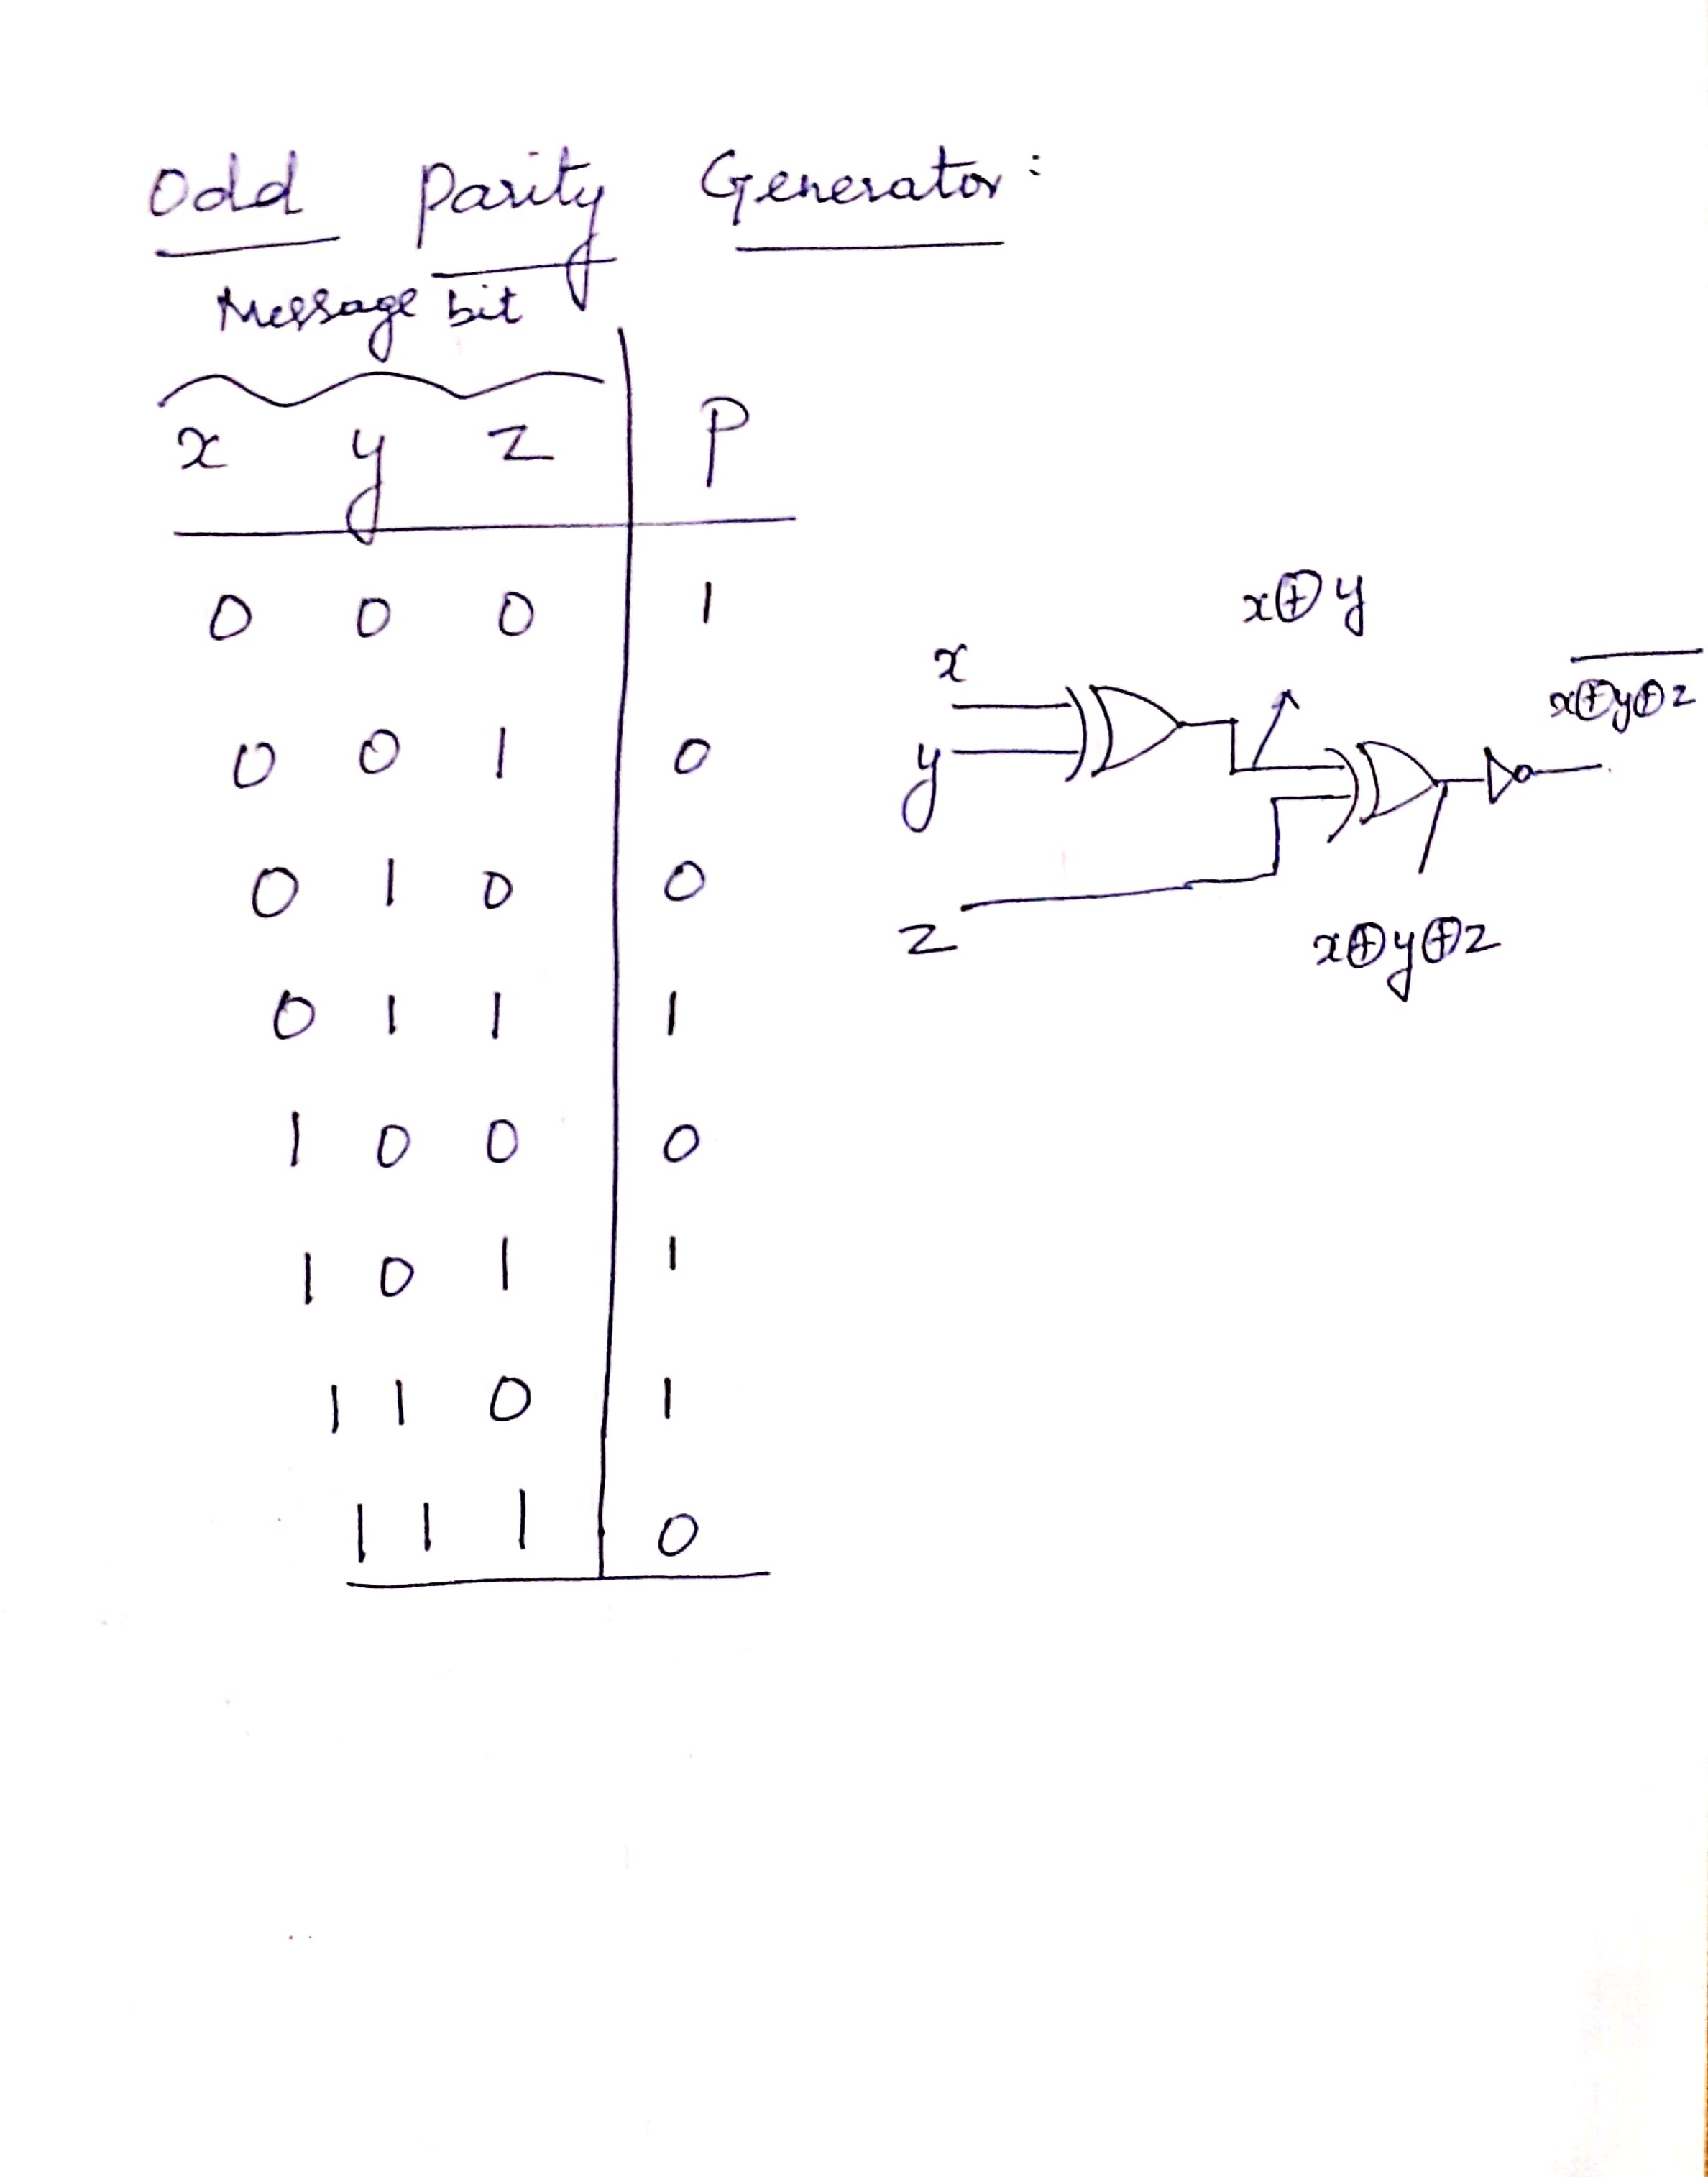 Odd Parity Generator:
Message bit
x y z P
0 0 0 1
0 0 1 0
0 1 0 0
0 1 1 1
1 0 0 0
1 0 1 1
1 1 0 1
1 1 1 0
x⊕y
x
y
z
x⊕y⊕z
x̅⊕̅y̅⊕̅z̅